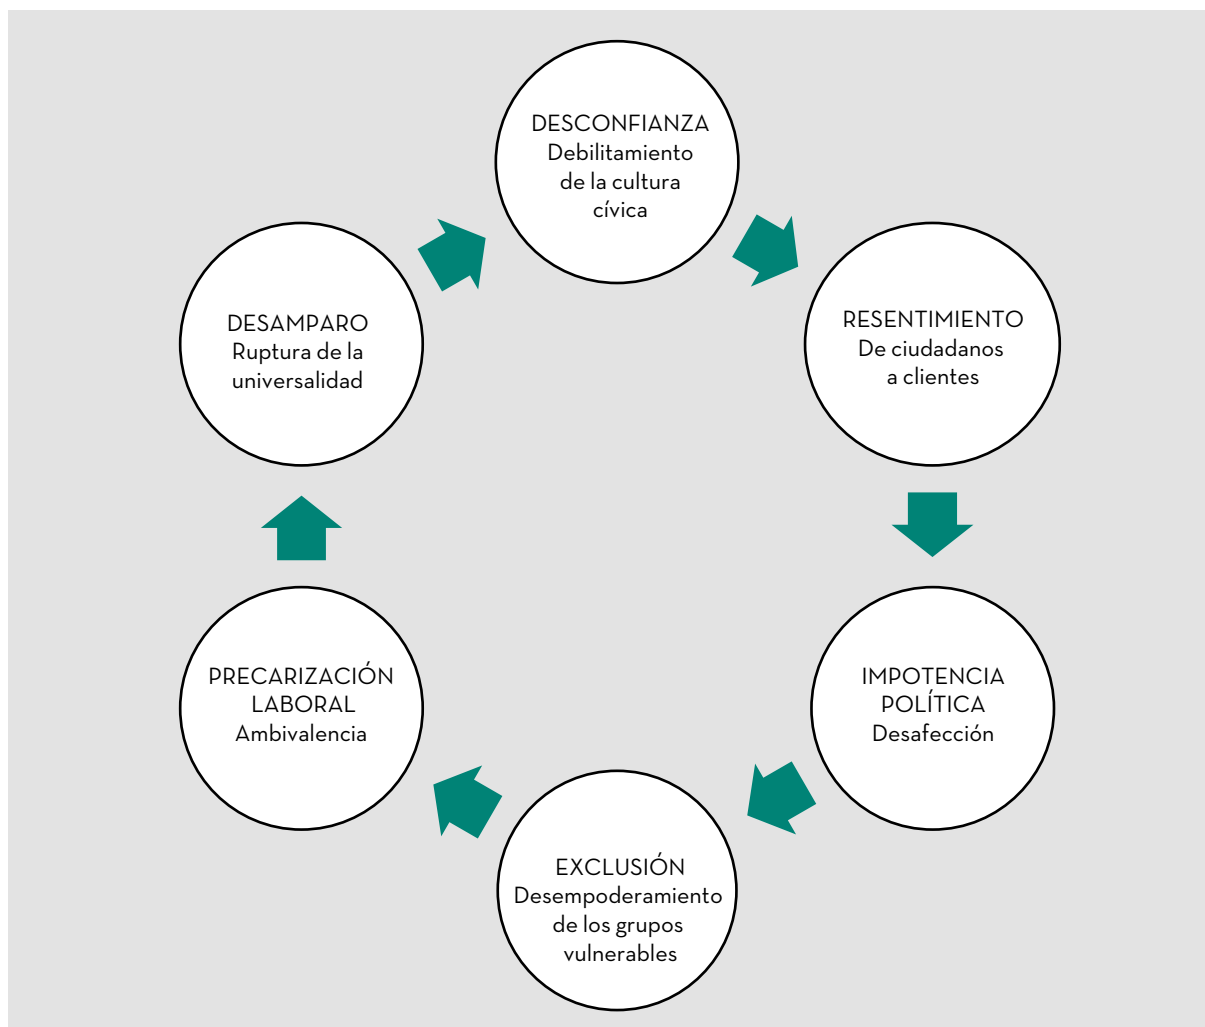 DESCONFIANZA
Debilitamiento
de la cultura
cívica
RESENTIMIENTO
De ciudadanos
a clientes
IMPOTENCIA
POLÍTICA
Desafección
EXCLUSIÓN
Desempoderamiento
de los grupos
vulnerables
PRECARIZACIÓN
LABORAL
Ambivalencia
DESAMPARO
Ruptura de la
universalidad